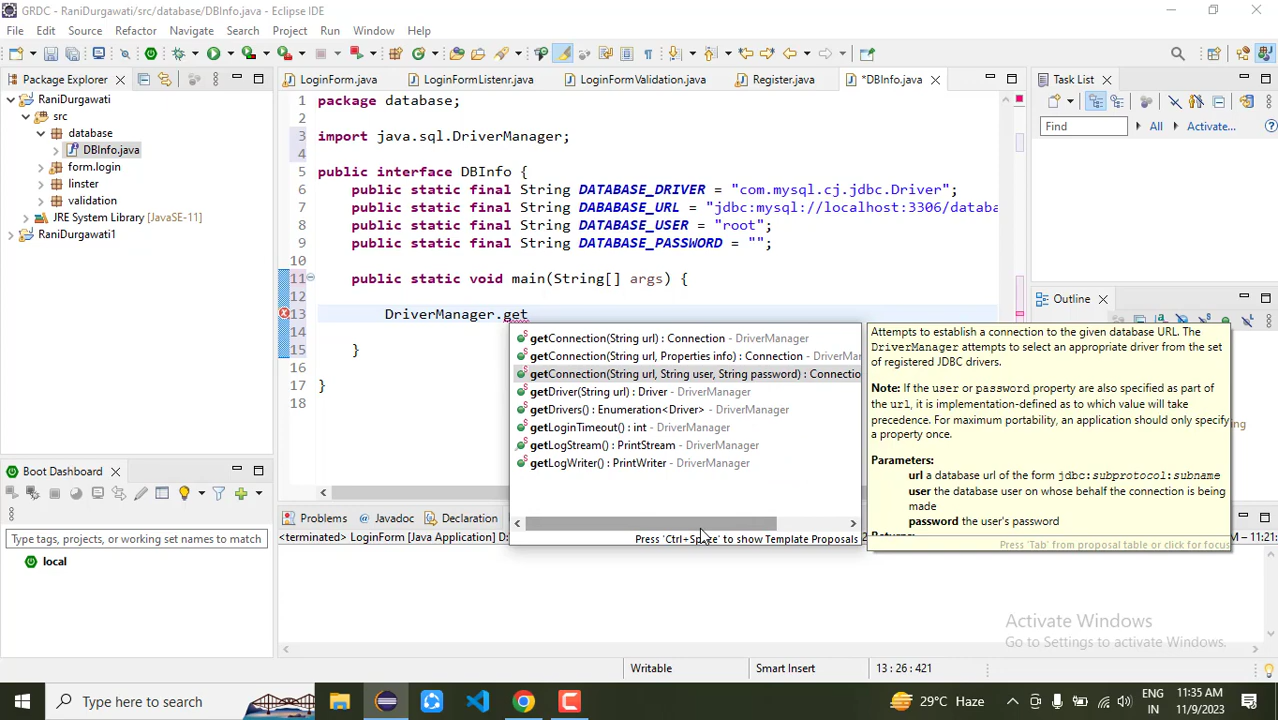 GRDC - RaniDurgawati/src/database/DBInfo.java - Eclipse IDE
File Edit Source Refactor Navigate Search Project Run Window Help
Package Explorer
LoginForm.java
LoginFormListenr.java
LoginFormValidation.java
Register.java
*DBInfo.java
Task List
RaniDurgawati
src
database
DBInfo.java
form.login
linster
validation
JRE System Library [JavaSE-11]
RaniDurgawati1
1 package database;
2
3 import java.sql.DriverManager;
4
5 public interface DBInfo {
6 public static final String DATABASE_DRIVER = "com.mysql.cj.jdbc.Driver";
7 public static final String DABABASE_URL = "jdbc:mysql://localhost:3306/databa
8 public static final String DATABASE_USER = "root";
9 public static final String DATABASE_PASSWORD = "";
10
11 public static void main(String[] args) {
12
13 DriverManager.get
14
15 }
16
17 }
18
getConnection(String url) : Connection - DriverManager
getConnection(String url, Properties info) : Connection - DriverMa
getConnection(String url, String user, String password) : Connectio
getDriver(String url) : Driver - DriverManager
getDrivers() : Enumeration<Driver> - DriverManager
getLoginTimeout() : int - DriverManager
getLogStream() : PrintStream - DriverManager
getLogWriter() : PrintWriter - DriverManager
Press 'Ctrl+Space' to show Template Proposals
Find All Activate...
Outline
Attempts to establish a connection to the given database URL. The
DriverManager attempts to select an appropriate driver from the set
of registered JDBC drivers.
Note: If the user or password property are also specified as part of
the url, it is implementation-defined as to which value will take
precedence. For maximum portability, an application should only specify
a property once.
Parameters:
url a database url of the form jdbc:subprotocol:subname
user the database user on whose behalf the connection is being
made
password the user's password
Press 'Tab' from proposal table or click for focus
Boot Dashboard
Type tags, projects, or working set names to match
local
Problems Javadoc Declaration
<terminated> LoginForm [Java Application] D:
Activate Windows
Go to Settings to activate Windows.
Writable Smart Insert 13 : 26 : 421
Type here to search
29°C Haze
ENG
IN
11:35 AM
11/9/2023